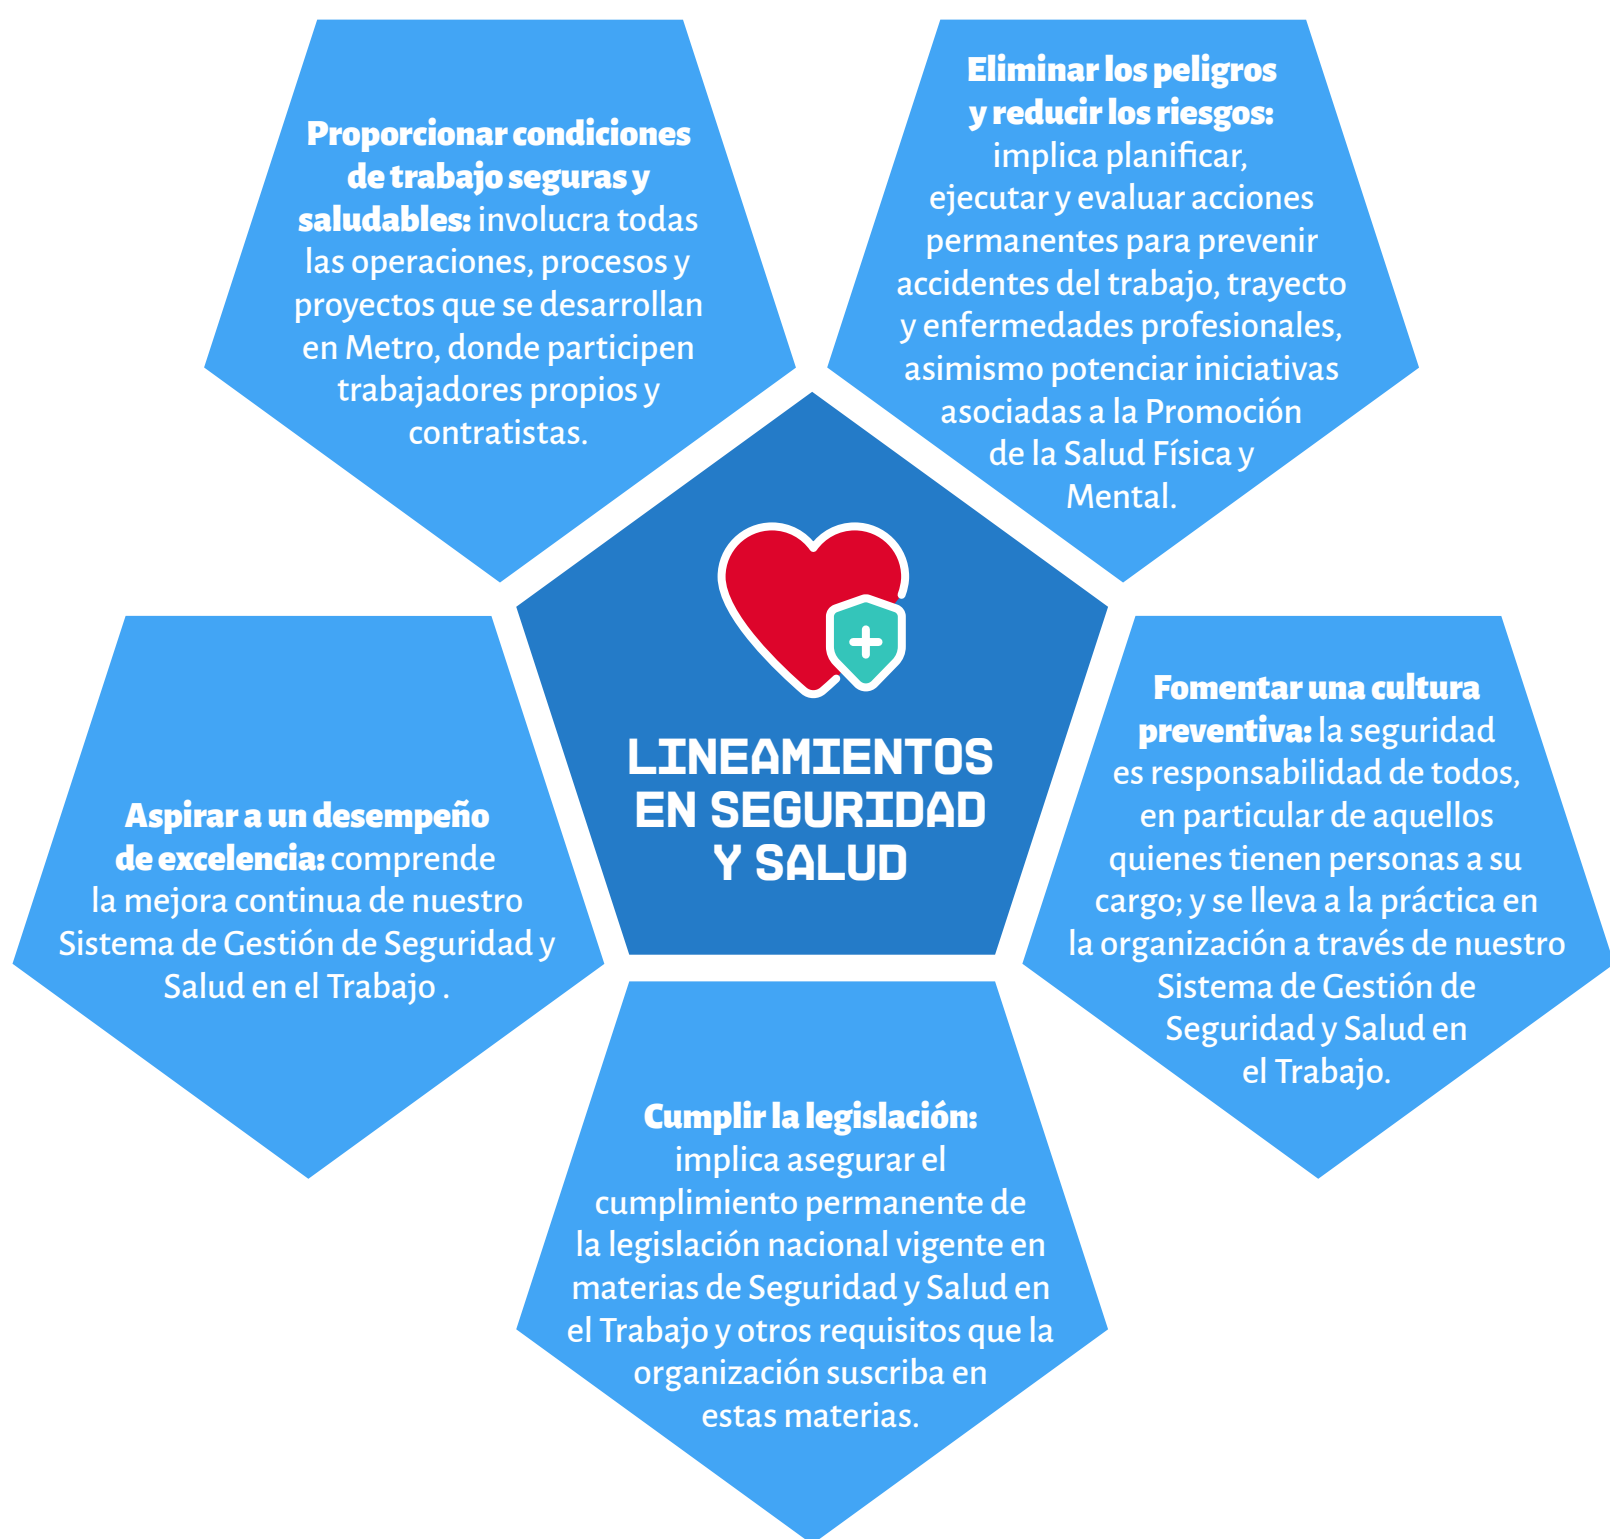 Proporcionar condiciones
de trabajo seguras y
saludables: involucra todas
las operaciones, procesos y
proyectos que se desarrollan
en Metro, donde participen
trabajadores propios y
contratistas.
Eliminar los peligros
y reducir los riesgos:
implica planificar,
ejecutar y evaluar acciones
permanentes para prevenir
accidentes del trabajo, trayecto
y enfermedades profesionales,
asimismo potenciar iniciativas
asociadas a la Promoción
de la Salud Física y
Mental.
LINEAMIENTOS
EN SEGURIDAD
Y SALUD
Aspirar a un desempeño
de excelencia: comprende
la mejora continua de nuestro
Sistema de Gestión de Seguridad y
Salud en el Trabajo .
Fomentar una cultura
preventiva: la seguridad
es responsabilidad de todos,
en particular de aquellos
quienes tienen personas a su
cargo; y se lleva a la práctica en
la organización a través de nuestro
Sistema de Gestión de
Seguridad y Salud en
el Trabajo.
Cumplir la legislación:
implica asegurar el
cumplimiento permanente de
la legislación nacional vigente en
materias de Seguridad y Salud en
el Trabajo y otros requisitos que la
organización suscriba en
estas materias.